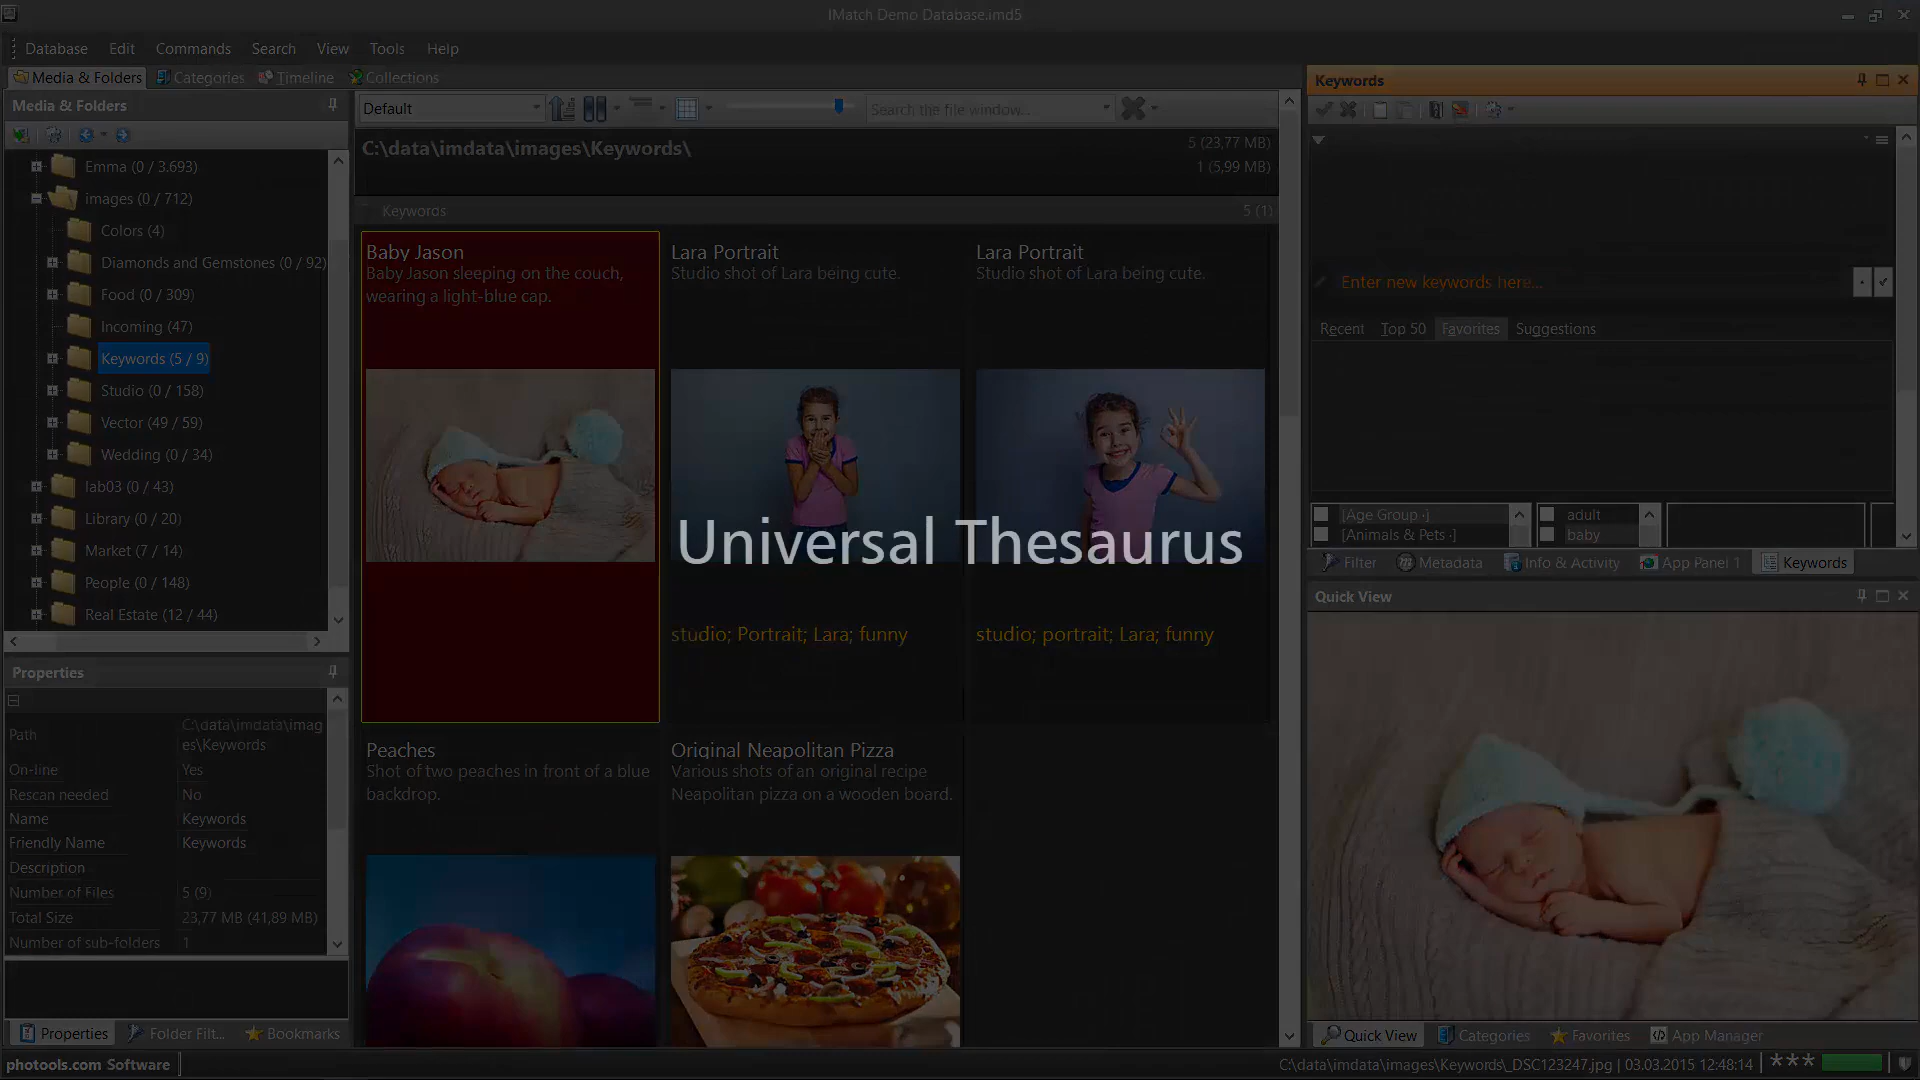 IMatch Demo Database.imd5
Database Edit Commands Search View Tools Help
Media & Folders Categories Timeline Collections
Media & Folders
Emma (0 / 3.693)
images (0 / 712)
Colors (4)
Diamonds and Gemstones (0 / 92)
Food (0 / 309)
Incoming (47)
Keywords (5 / 9)
Studio (0 / 158)
Vector (49 / 59)
Wedding (0 / 34)
lab03 (0 / 43)
Library (0 / 20)
Market (7 / 14)
People (0 / 148)
Real Estate (12 / 44)
Properties
Path C:\data\imdata\imag
es\Keywords
On-line Yes
Rescan needed No
Name Keywords
Friendly Name Keywords
Description
Number of Files 5 (9)
Total Size 23,77 MB (41,89 MB)
Number of sub-folders 1
Properties Folder Filt... Bookmarks
Default Search the file window...
C:\data\imdata\images\Keywords\
5 (23,77 MB)
1 (5,99 MB)
Keywords 5 (1)
Baby Jason
Baby Jason sleeping on the couch,
wearing a light-blue cap.
Lara Portrait
Studio shot of Lara being cute.
studio; Portrait; Lara; funny
Lara Portrait
Studio shot of Lara being cute.
studio; portrait; Lara; funny
Universal Thesaurus
Peaches
Shot of two peaches in front of a blue
backdrop.
Original Neapolitan Pizza
Various shots of an original recipe
Neapolitan pizza on a wooden board.
Keywords
Enter new keywords here...
Recent Top 50 Favorites Suggestions
[Age Group ·] adult
[Animals & Pets ·] baby
Filter Metadata Info & Activity App Panel 1 Keywords
Quick View
Quick View Categories Favorites App Manager
photools.com Software
C:\data\imdata\images\Keywords\_DSC123247.jpg | 03.03.2015 12:48:14 | ***